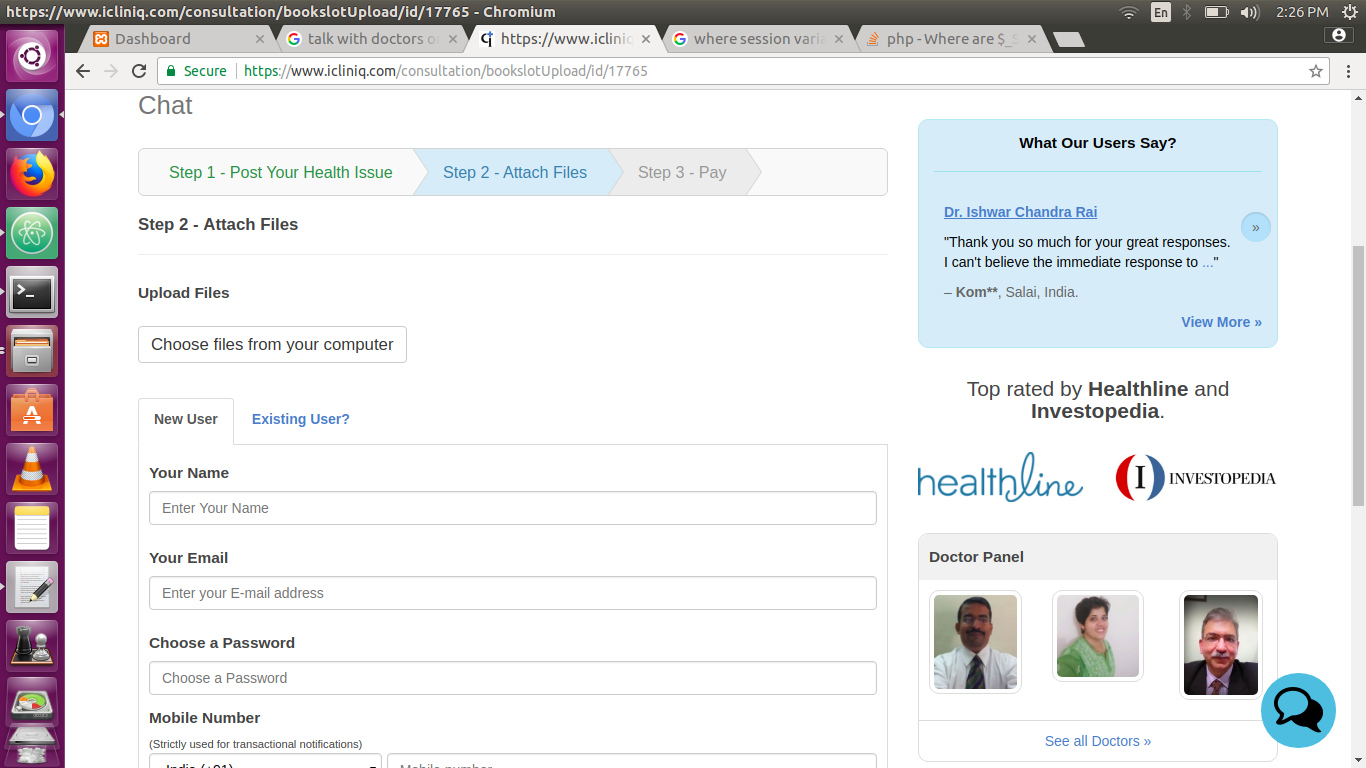 https://www.icliniq.com/consultation/bookslotUpload/id/17765 - Chromium
En
2:26 PM
Dashboard
talk with doctors o
https://www.iclini
where session varia
php - Where are $_S
Secure
https://www.icliniq.com/consultation/bookslotUpload/id/17765
Chat
Step 1 - Post Your Health Issue
Step 2 - Attach Files
Step 3 - Pay
Step 2 - Attach Files
Upload Files
Choose files from your computer
New User
Existing User?
Your Name
Enter Your Name
Your Email
Enter your E-mail address
Choose a Password
Choose a Password
Mobile Number
(Strictly used for transactional notifications)
India (+91)
Mobile number
What Our Users Say?
Dr. Ishwar Chandra Rai
"Thank you so much for your great responses.
I can't believe the immediate response to ..."
»
– Kom**, Salai, India.
View More »
Top rated by Healthline and
Investopedia.
healthline
I INVESTOPEDIA
Doctor Panel
See all Doctors »